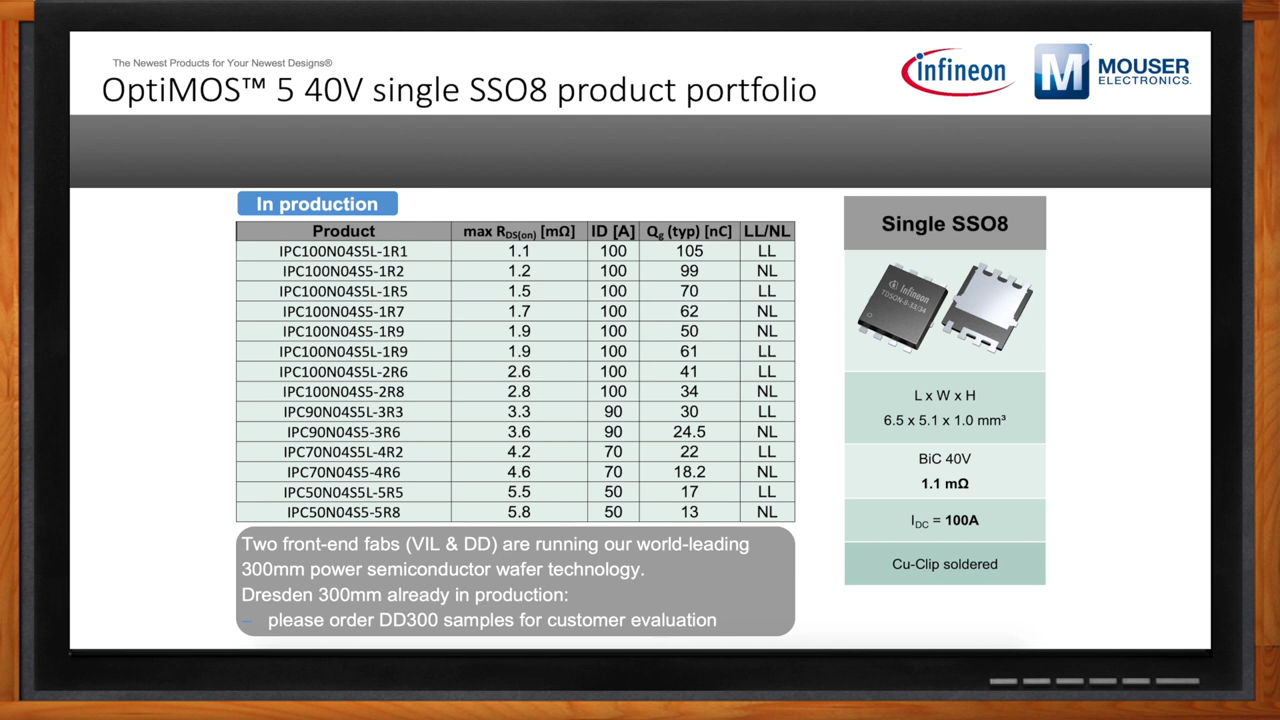 The Newest Products for Your Newest Designs®
OptiMOS™ 5 40V single SSO8 product portfolio
infineon
M MOUSER
ELECTRONICS.
In production
Product max RDS(on) [mΩ] ID [A] Qg (typ) [nC] LL/NL
IPC100N04S5L-1R1 1.1 100 105 LL
IPC100N04S5-1R2 1.2 100 99 NL
IPC100N04S5L-1R5 1.5 100 70 LL
IPC100N04S5-1R7 1.7 100 62 NL
IPC100N04S5-1R9 1.9 100 50 NL
IPC100N04S5L-1R9 1.9 100 61 LL
IPC100N04S5L-2R6 2.6 100 41 LL
IPC100N04S5-2R8 2.8 100 34 NL
IPC90N04S5L-3R3 3.3 90 30 LL
IPC90N04S5-3R6 3.6 90 24.5 NL
IPC70N04S5L-4R2 4.2 70 22 LL
IPC70N04S5-4R6 4.6 70 18.2 NL
IPC50N04S5L-5R5 5.5 50 17 LL
IPC50N04S5-5R8 5.8 50 13 NL
Two front-end fabs (VIL & DD) are running our world-leading
300mm power semiconductor wafer technology.
Dresden 300mm already in production:
– please order DD300 samples for customer evaluation
Single SSO8
infineon
TDSON-8-33/34
L x W x H
6.5 x 5.1 x 1.0 mm³
BiC 40V
1.1 mΩ
IDC = 100A
Cu-Clip soldered